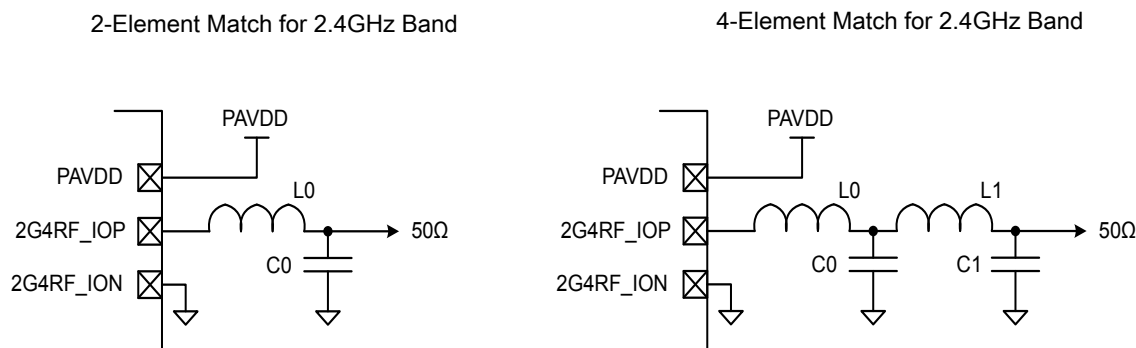 2-Element Match for 2.4GHz Band
4-Element Match for 2.4GHz Band
PAVDD
PAVDD
L0
2G4RF_IOP
50Ω
C0
2G4RF_ION
PAVDD
PAVDD
L0
L1
2G4RF_IOP
50Ω
C0
C1
2G4RF_ION